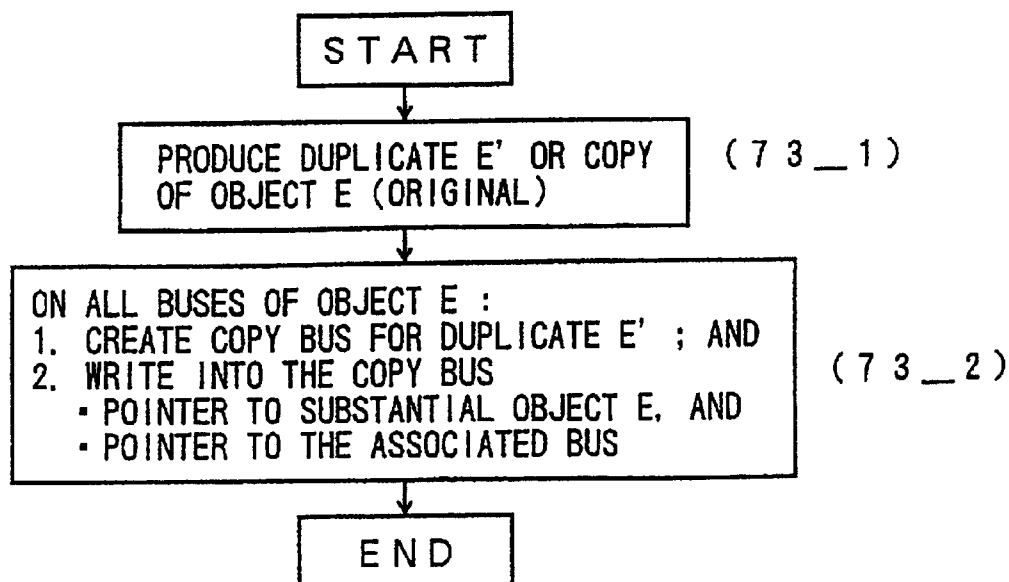 START
PRODUCE DUPLICATE E' OR COPY
OF OBJECT E (ORIGINAL)
(73_1)
ON ALL BUSES OF OBJECT E :
1. CREATE COPY BUS FOR DUPLICATE E' ; AND
2. WRITE INTO THE COPY BUS
▪ POINTER TO SUBSTANTIAL OBJECT E, AND
▪ POINTER TO THE ASSOCIATED BUS
(73_2)
END